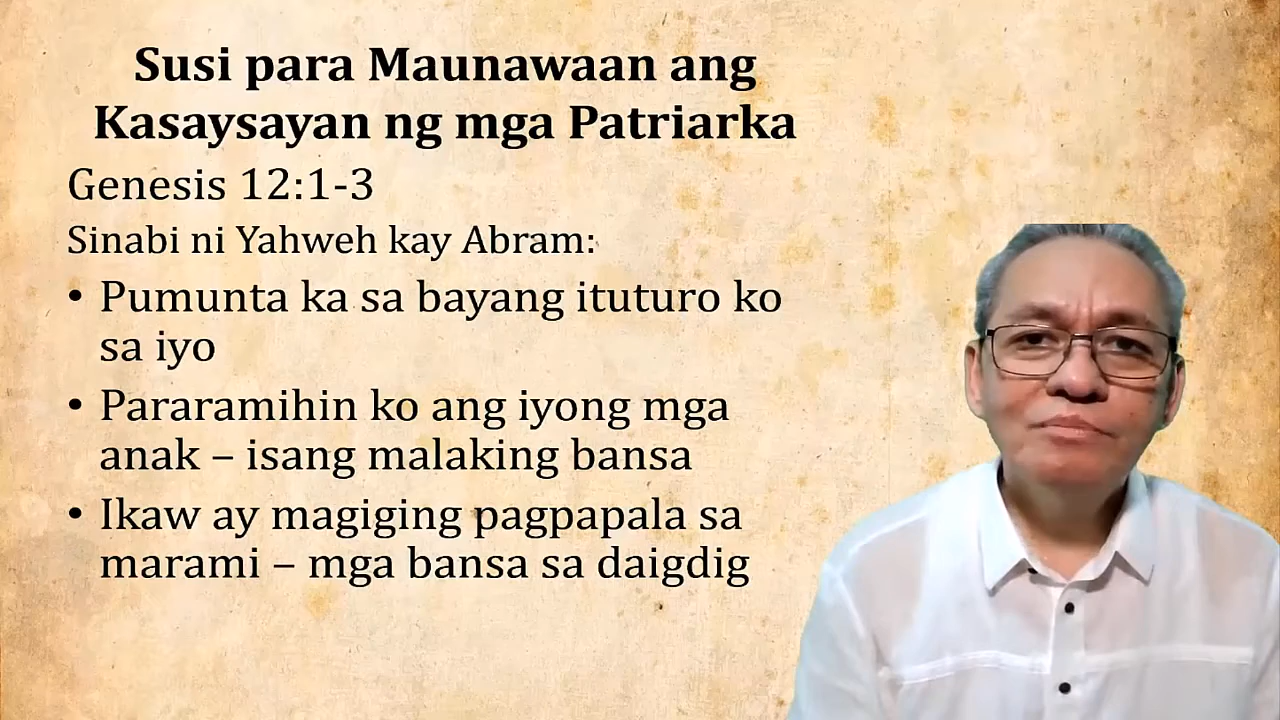 Susi para Maunawaan ang
Kasaysayan ng mga Patriarka
Genesis 12:1-3
Sinabi ni Yahweh kay Abram:
• Pumunta ka sa bayang ituturo ko
sa iyo
• Pararamihin ko ang iyong mga
anak – isang malaking bansa
• Ikaw ay magiging pagpapala sa
marami – mga bansa sa daigdig